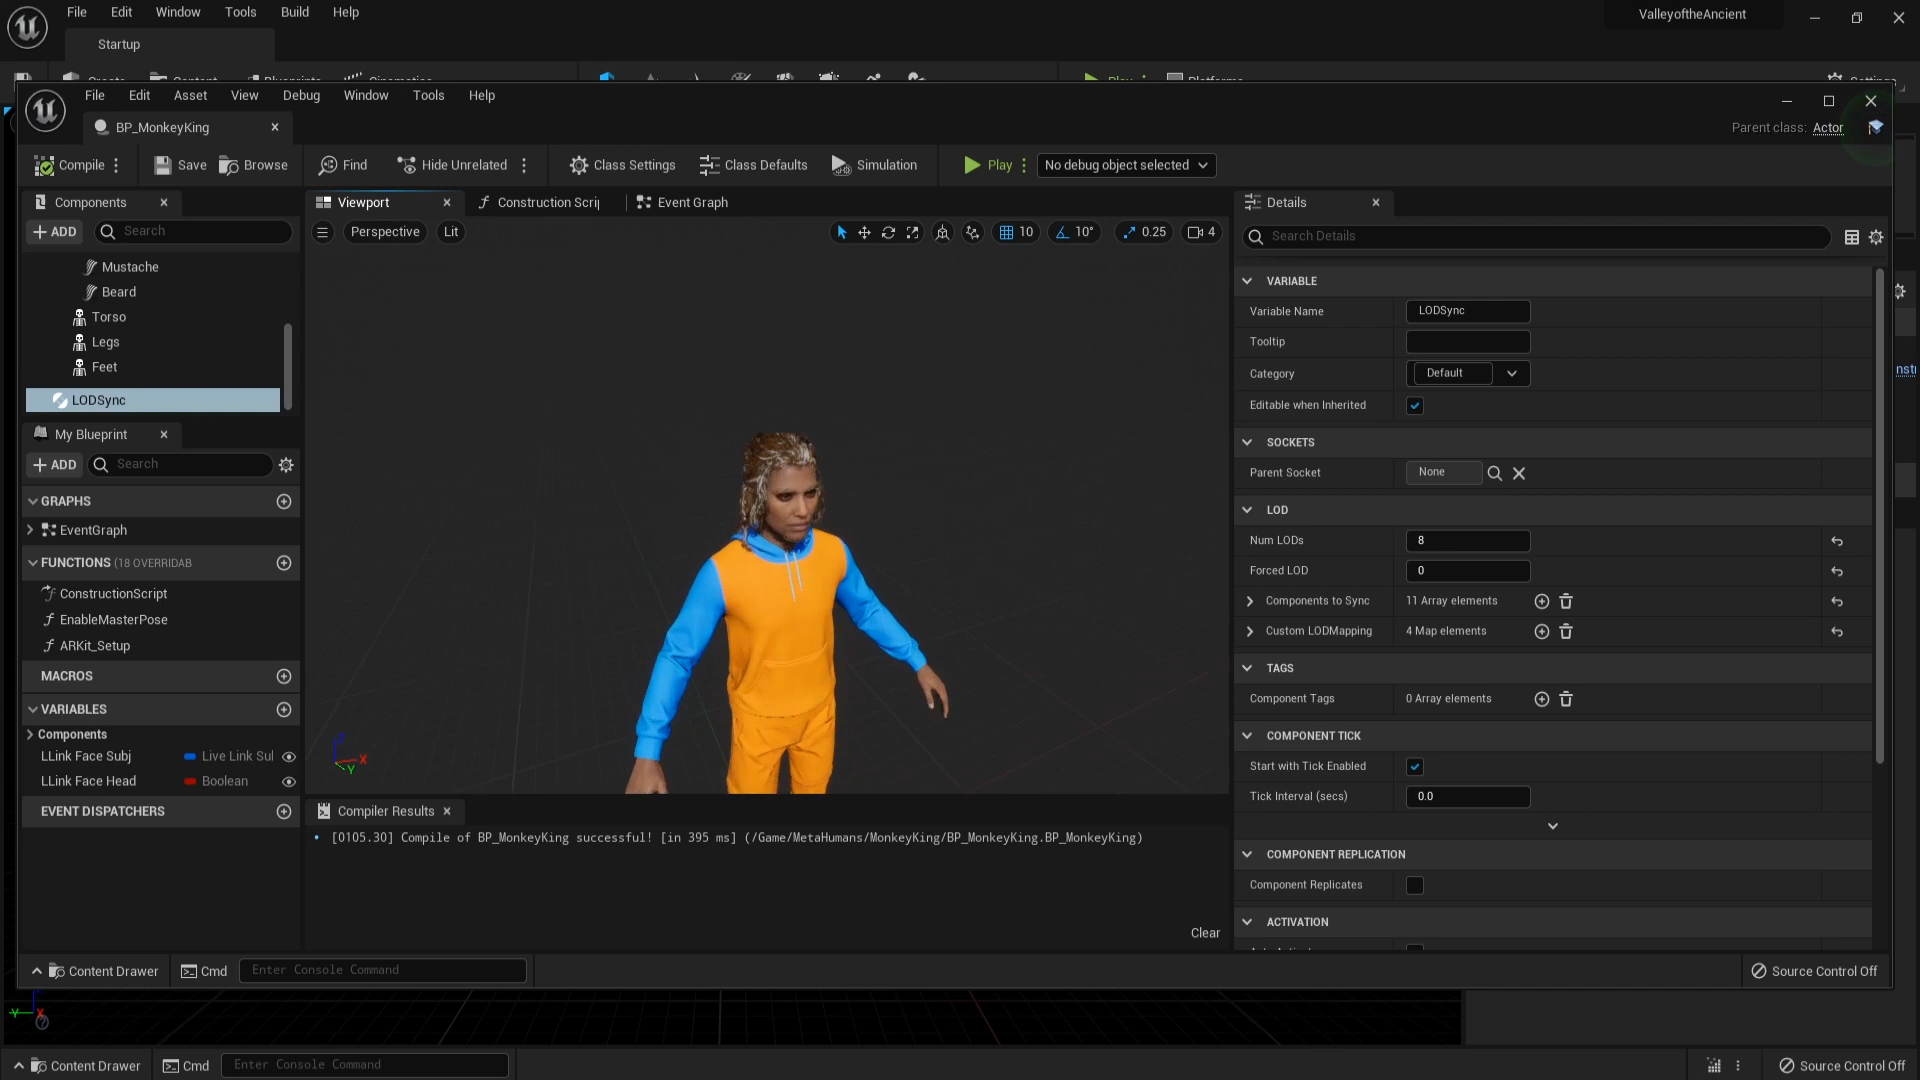 File Edit Window Tools Build Help
ValleyoftheAncient
Startup
Create Content Blueprints Cinematics Play Platforms Settings
File Edit Asset View Debug Window Tools Help
BP_MonkeyKing
Parent class: Actor
Compile Save Browse Find Hide Unrelated Class Settings Class Defaults Simulation Play No debug object selected
Components
ADD Search
Mustache
Beard
Torso
Legs
Feet
LODSync
My Blueprint
ADD Search
GRAPHS
EventGraph
FUNCTIONS (18 OVERRIDAB
ConstructionScript
EnableMasterPose
ARKit_Setup
MACROS
VARIABLES
Components
LLink Face Subj Live Link Sul
LLink Face Head Boolean
EVENT DISPATCHERS
Viewport Construction Scrip Event Graph
Perspective Lit 10 10° 0.25 4
Z X Y
Compiler Results
[0105.30] Compile of BP_MonkeyKing successful! [in 395 ms] (/Game/MetaHumans/MonkeyKing/BP_MonkeyKing.BP_MonkeyKing)
Clear
Details
Search Details
VARIABLE
Variable Name LODSync
Tooltip
Category Default
Editable when Inherited
SOCKETS
Parent Socket None
LOD
Num LODs 8
Forced LOD 0
Components to Sync 11 Array elements
Custom LODMapping 4 Map elements
TAGS
Component Tags 0 Array elements
COMPONENT TICK
Start with Tick Enabled
Tick Interval (secs) 0.0
COMPONENT REPLICATION
Component Replicates
ACTIVATION
nstr
Content Drawer Cmd Enter Console Command
Source Control Off
Y X
Content Drawer Cmd Enter Console Command
Source Control Off